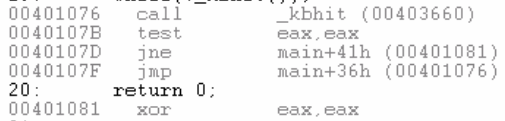 00401076 call _kbhit (00403660)
0040107B test eax,eax
0040107D jne main+41h (00401081)
0040107F jmp main+36h (00401076)
20: return 0;
00401081 xor eax,eax